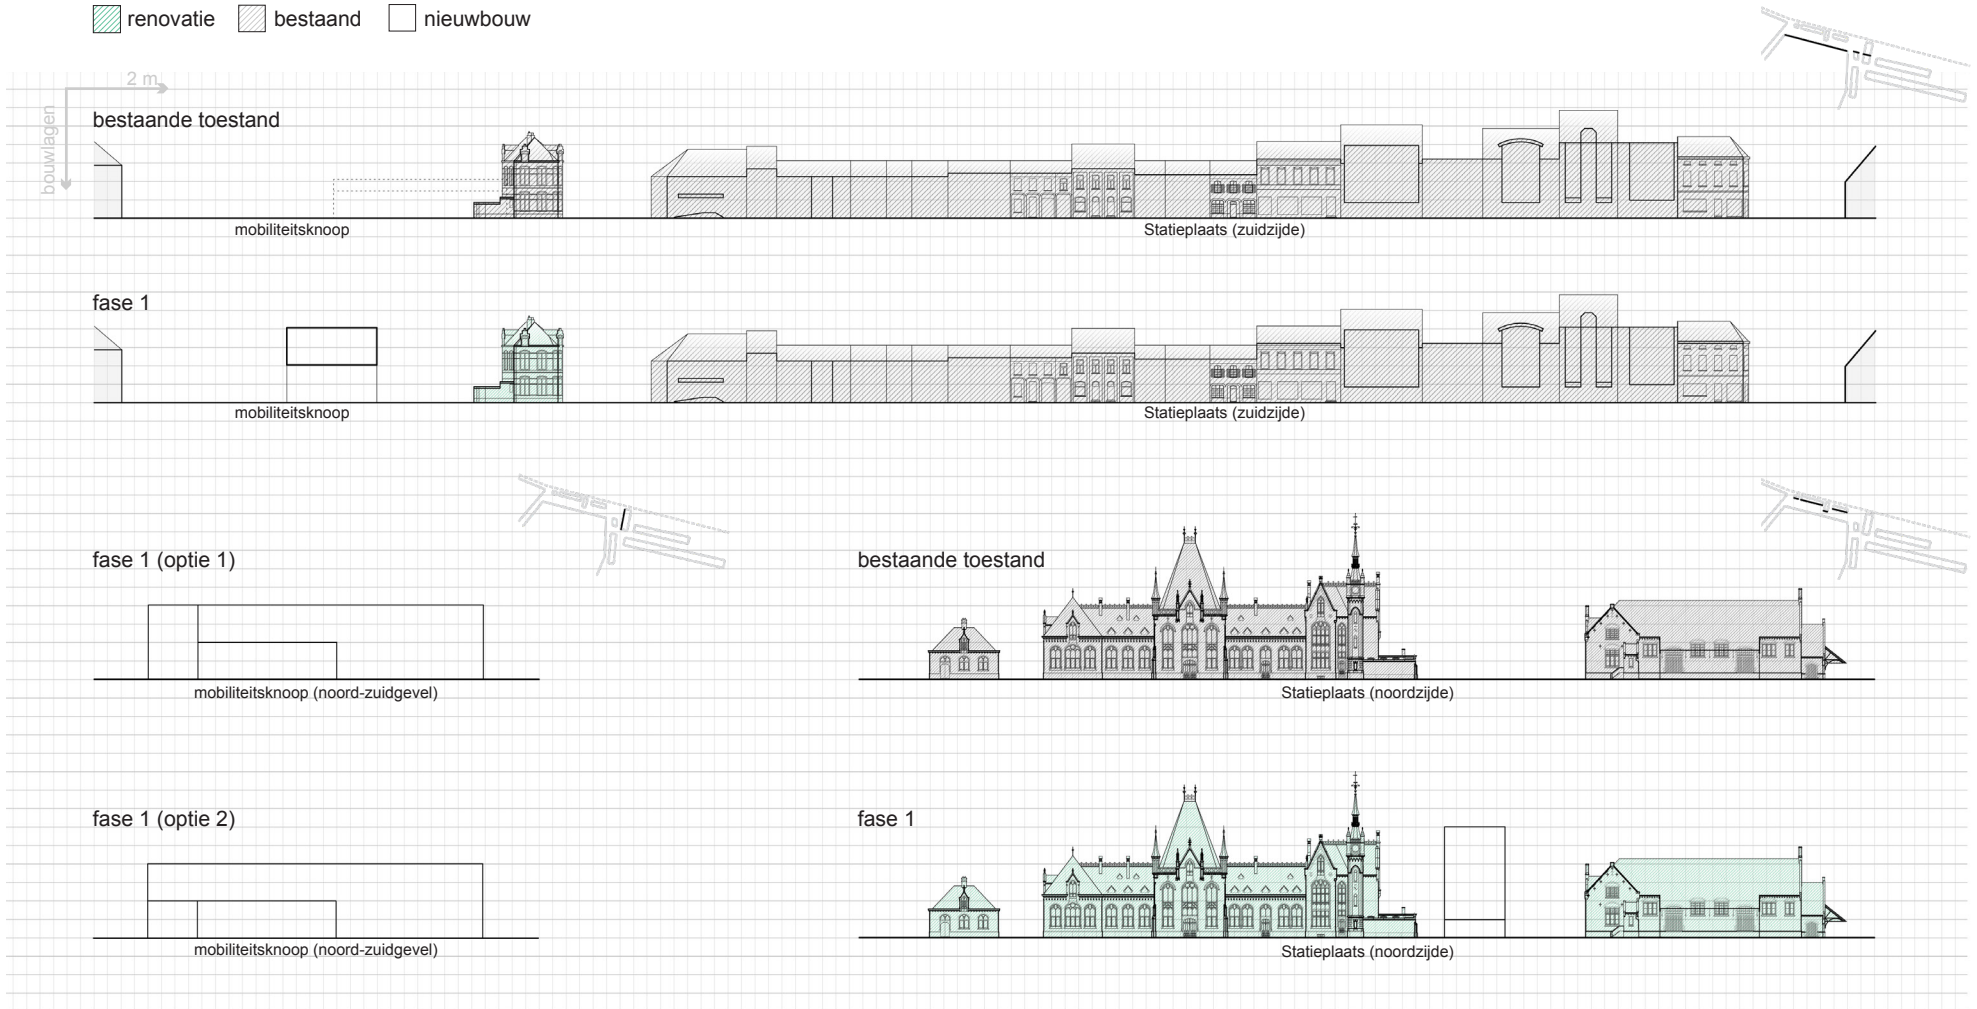 renovatie bestaand nieuwbouw
2 m
bouwlagen
bestaande toestand
mobiliteitsknoop Statieplaats (zuidzijde)
fase 1
mobiliteitsknoop Statieplaats (zuidzijde)
fase 1 (optie 1) bestaande toestand
mobiliteitsknoop (noord-zuidgevel) Statieplaats (noordzijde)
fase 1 (optie 2) fase 1
mobiliteitsknoop (noord-zuidgevel) Statieplaats (noordzijde)